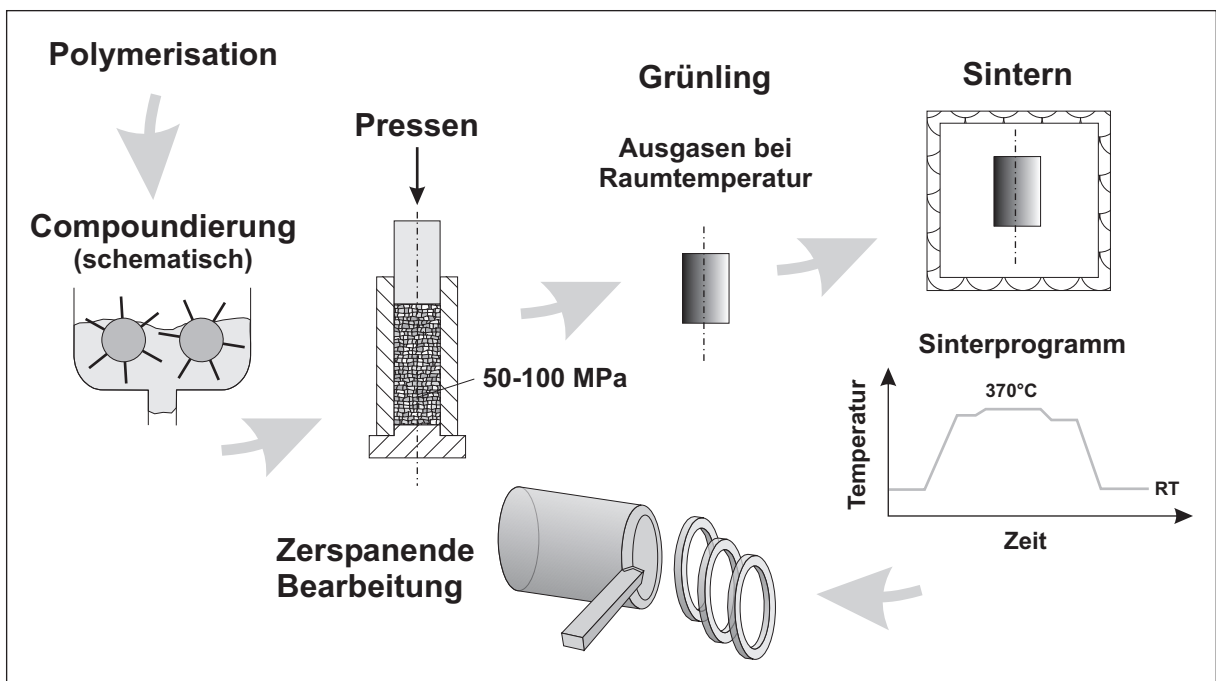 Polymerisation
Compoundierung
(schematisch)
Pressen
50-100 MPa
Grünling
Ausgasen bei
Raumtemperatur
Sintern
Sinterprogramm
370°C
Temperatur
RT
Zeit
Zerspanende
Bearbeitung